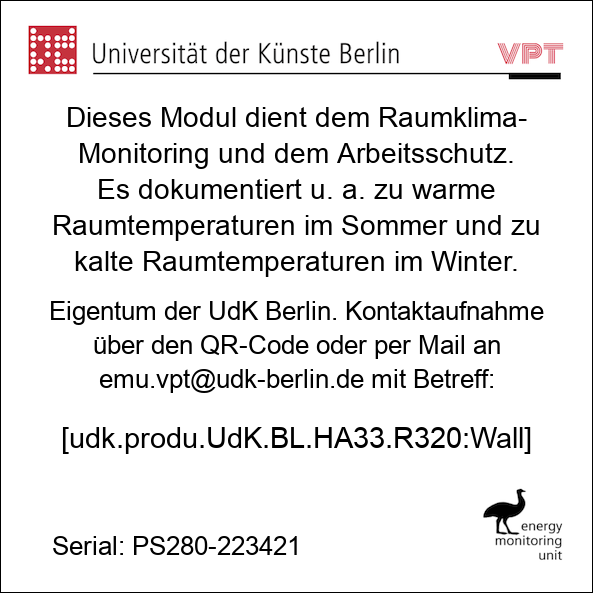 Universität der Künste Berlin
VPT
Dieses Modul dient dem Raumklima-
Monitoring und dem Arbeitsschutz.
Es dokumentiert u. a. zu warme
Raumtemperaturen im Sommer und zu
kalte Raumtemperaturen im Winter.
Eigentum der UdK Berlin. Kontaktaufnahme
über den QR-Code oder per Mail an
emu.vpt@udk-berlin.de mit Betreff:
[udk.produ.UdK.BL.HA33.R320:Wall]
energy
monitoring
unit
Serial: PS280-223421